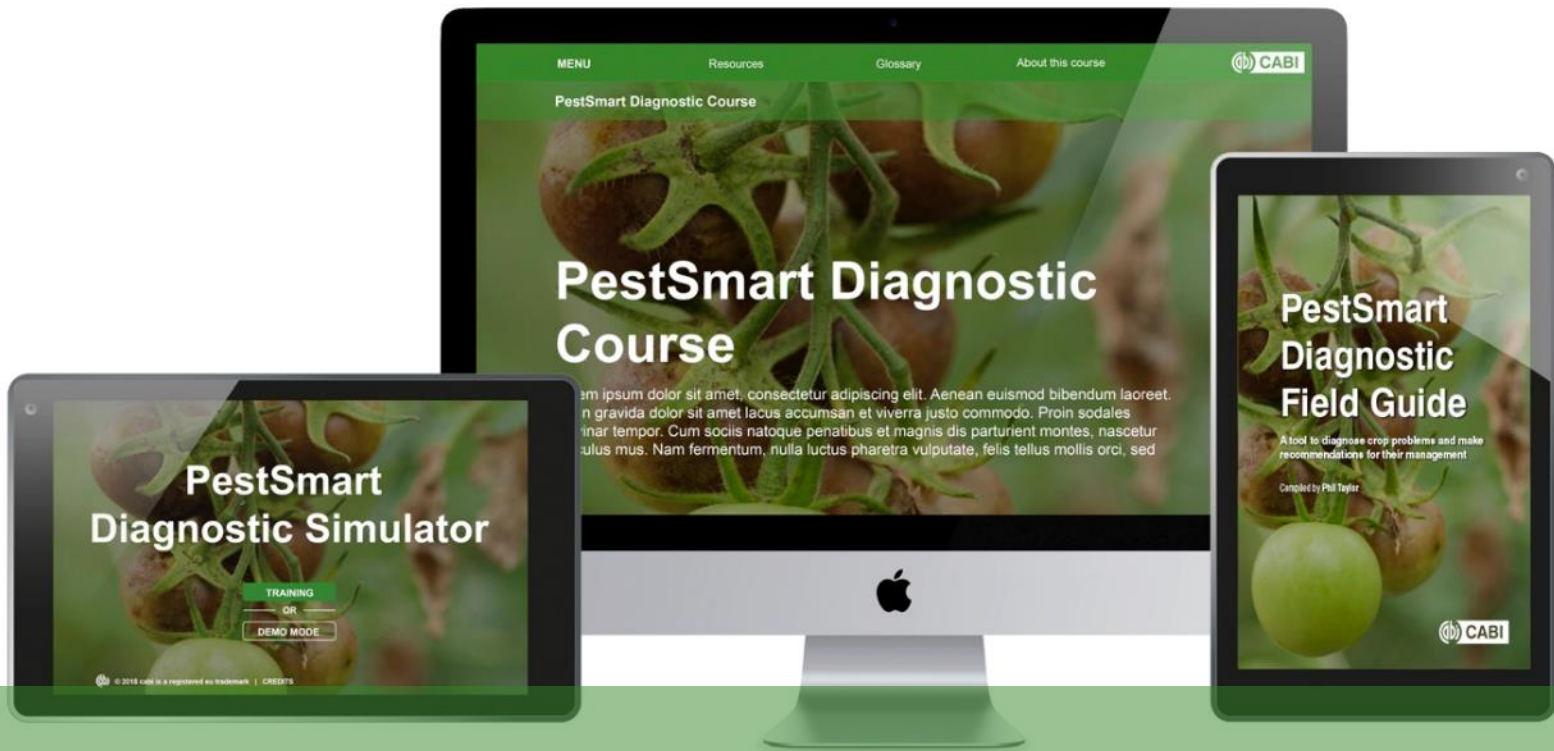 MENU Resources Glossary About this course CABI
PestSmart Diagnostic Course
PestSmart Diagnostic
Course
em ipsum dolor sit amet, consectetur adipiscing elit. Aenean euismod bibendum laoreet.
n gravida dolor sit amet lacus accumsan et viverra justo commodo. Proin sodales
vinar tempor. Cum sociis natoque penatibus et magnis dis parturient montes, nascetur
culus mus. Nam fermentum, nulla luctus pharetra vulputate, felis tellus mollis orci, sed
PestSmart
Diagnostic Simulator
TRAINING
OR
DEMO MODE
© 2018 cabi is a registered eu trademark | CREDITS
PestSmart
Diagnostic
Field Guide
A tool to diagnose crop problems and make
recommendations for their management
Compiled by Phil Taylor
CABI